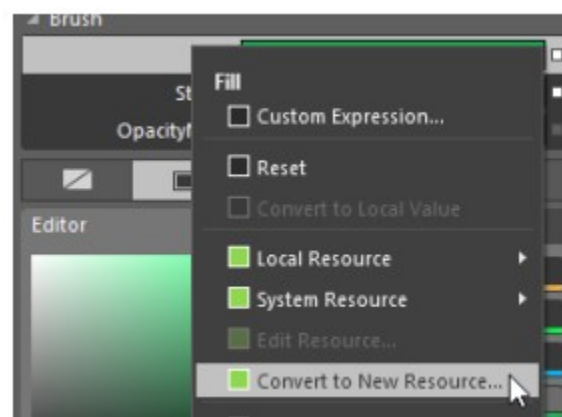 Brush
Fill
St
Custom Expression...
Opacity
Reset
Convert to Local Value
Editor
Local Resource
System Resource
Edit Resource...
Convert to New Resource...